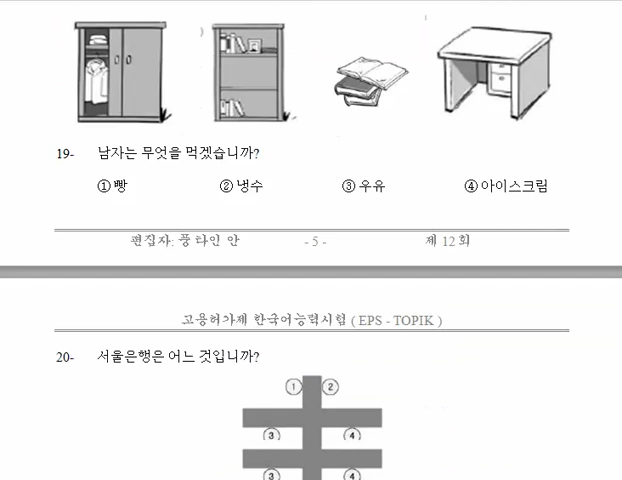 19- 남자는 무엇을 먹겠습니까?
① 빵 ② 냉수 ③ 우유 ④ 아이스크림
편집자: 풍 타인 안 - 5 - 제 12 회
고용허가제 한국어능력시험 ( EPS - TOPIK )
20- 서울은행은 어느 것입니까?
① ②
③ ④
③ ④